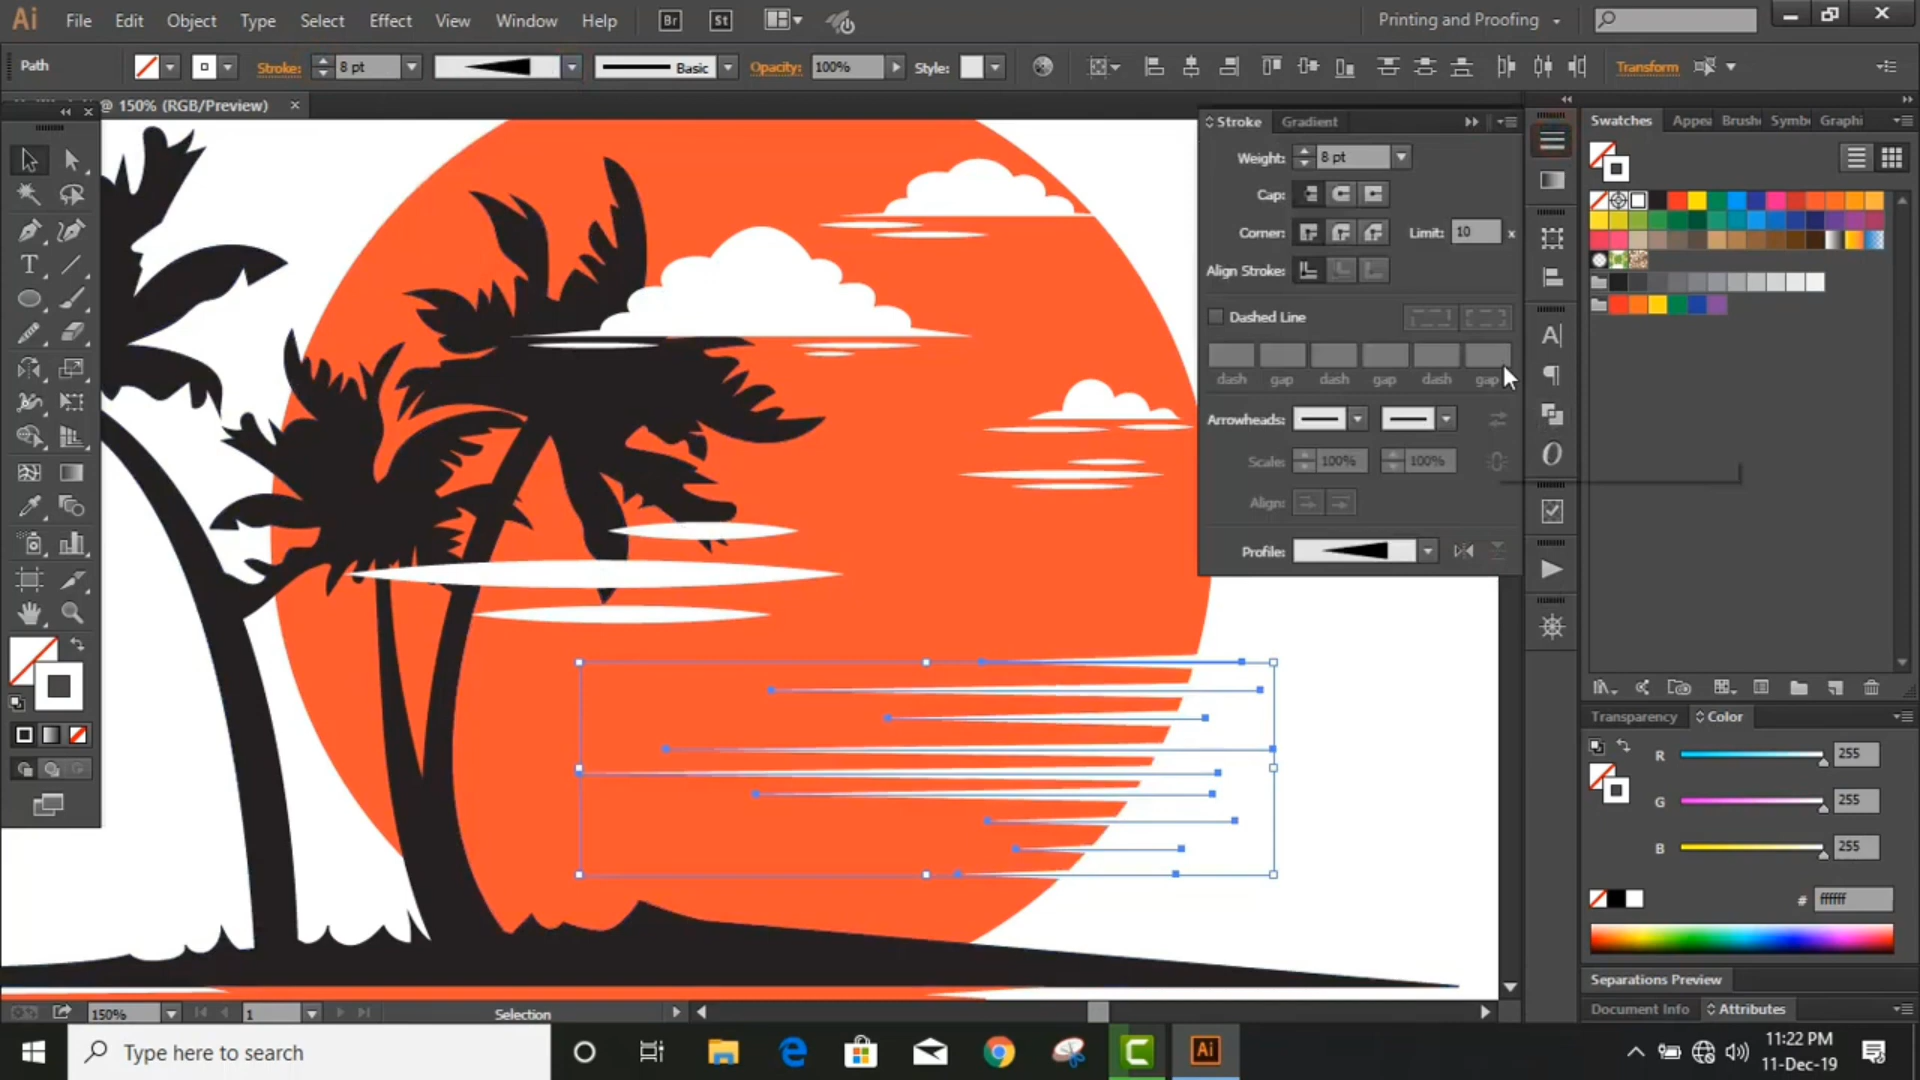 Ai File Edit Object Type Select Effect View Window Help Br St Printing and Proofing
Path Stroke: 8 pt Basic Opacity: 100% Style: Transform
@ 150% (RGB/Preview)
Stroke Gradient
Weight: 8 pt
Cap:
Corner: Limit: 10 x
Align Stroke:
Dashed Line
dash gap dash gap dash gap
Arrowheads:
Scale: 100% 100%
Align:
Profile:
Swatches Appea Brush Symb Graphi
Transparency Color
R 255
G 255
B 255
# ffffff
Separations Preview
Document Info Attributes
150% 1 Selection
Type here to search
11:22 PM
11-Dec-19